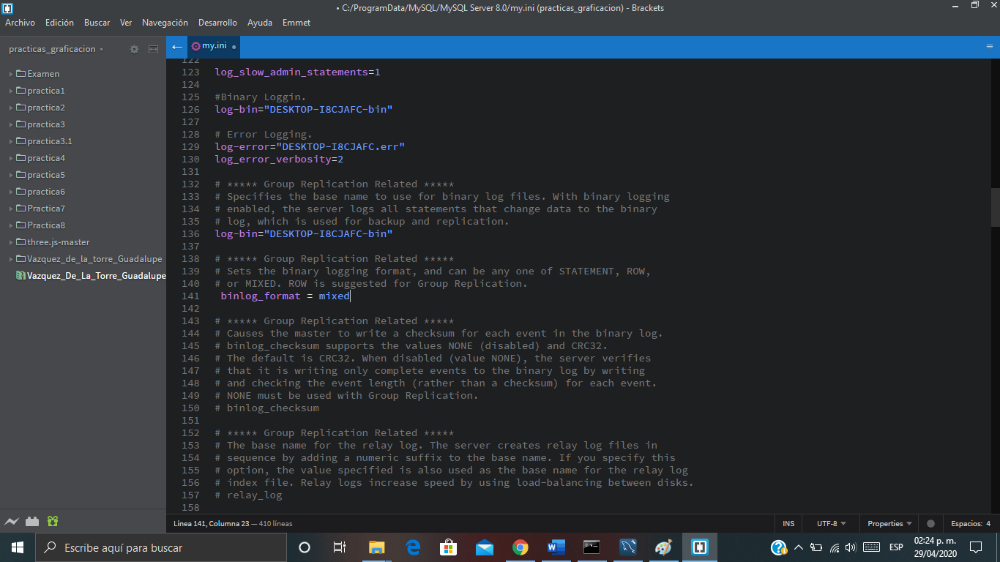 • C:/ProgramData/MySQL/MySQL Server 8.0/my.ini (practicas_graficacion) - Brackets
Archivo Edición Buscar Ver Navegación Desarrollo Ayuda Emmet
practicas_graficacion
my.ini •
Examen
practica1
practica2
practica3
practica3.1
practica4
practica5
practica6
Practica7
Practica8
three.js-master
Vazquez_de_la_torre_Guadalupe
Vazquez_De_La_Torre_Guadalupe
122
123 log_slow_admin_statements=1
124
125 #Binary Loggin.
126 log-bin="DESKTOP-I8CJAFC-bin"
127
128 # Error Logging.
129 log-error="DESKTOP-I8CJAFC.err"
130 log_error_verbosity=2
131
132 # ***** Group Replication Related *****
133 # Specifies the base name to use for binary log files. With binary logging
134 # enabled, the server logs all statements that change data to the binary
135 # log, which is used for backup and replication.
136 log-bin="DESKTOP-I8CJAFC-bin"
137
138 # ***** Group Replication Related *****
139 # Sets the binary logging format, and can be any one of STATEMENT, ROW,
140 # or MIXED. ROW is suggested for Group Replication.
141 binlog_format = mixed
142
143 # ***** Group Replication Related *****
144 # Causes the master to write a checksum for each event in the binary log.
145 # binlog_checksum supports the values NONE (disabled) and CRC32.
146 # The default is CRC32. When disabled (value NONE), the server verifies
147 # that it is writing only complete events to the binary log by writing
148 # and checking the event length (rather than a checksum) for each event.
149 # NONE must be used with Group Replication.
150 # binlog_checksum
151
152 # ***** Group Replication Related *****
153 # The base name for the relay log. The server creates relay log files in
154 # sequence by adding a numeric suffix to the base name. If you specify this
155 # option, the value specified is also used as the base name for the relay log
156 # index file. Relay logs increase speed by using load-balancing between disks.
157 # relay_log
158
Línea 141, Columna 23 — 410 líneas INS UTF-8 Properties Espacios: 4
Escribe aquí para buscar
ESP
02:24 p. m.
29/04/2020